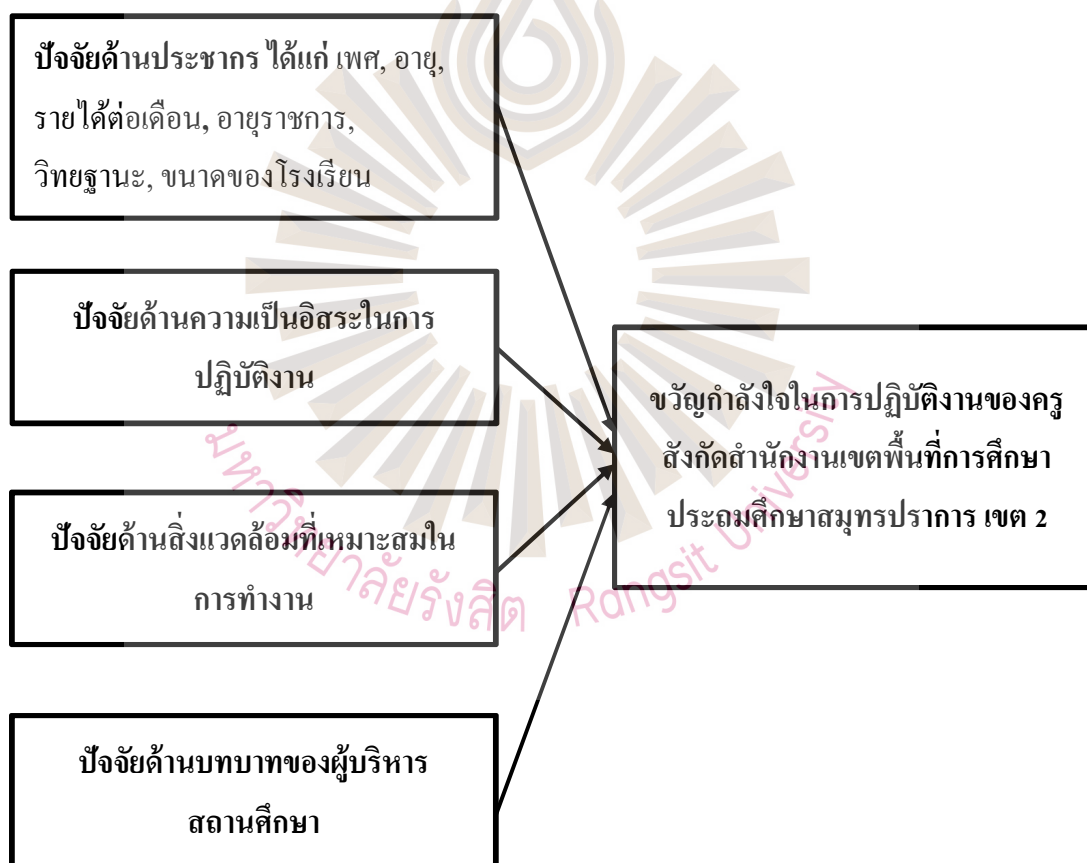 ปัจจัยด้านประชากร ได้แก่ เพศ, อายุ,
รายได้ต่อเดือน, อายุราชการ,
วิทยฐานะ, ขนาดของโรงเรียน
ปัจจัยด้านความเป็นอิสระในการ
ปฏิบัติงาน
ปัจจัยด้านสิ่งแวดล้อมที่เหมาะสมใน
การทำงาน
ปัจจัยด้านบทบาทของผู้บริหาร
สถานศึกษา
ขวัญกำลังใจในการปฏิบัติงานของครู
สังกัดสำนักงานเขตพื้นที่การศึกษา
ประถมศึกษาสมุทรปราการ เขต 2
มหาวิทยาลัยรังสิต Rangsit University